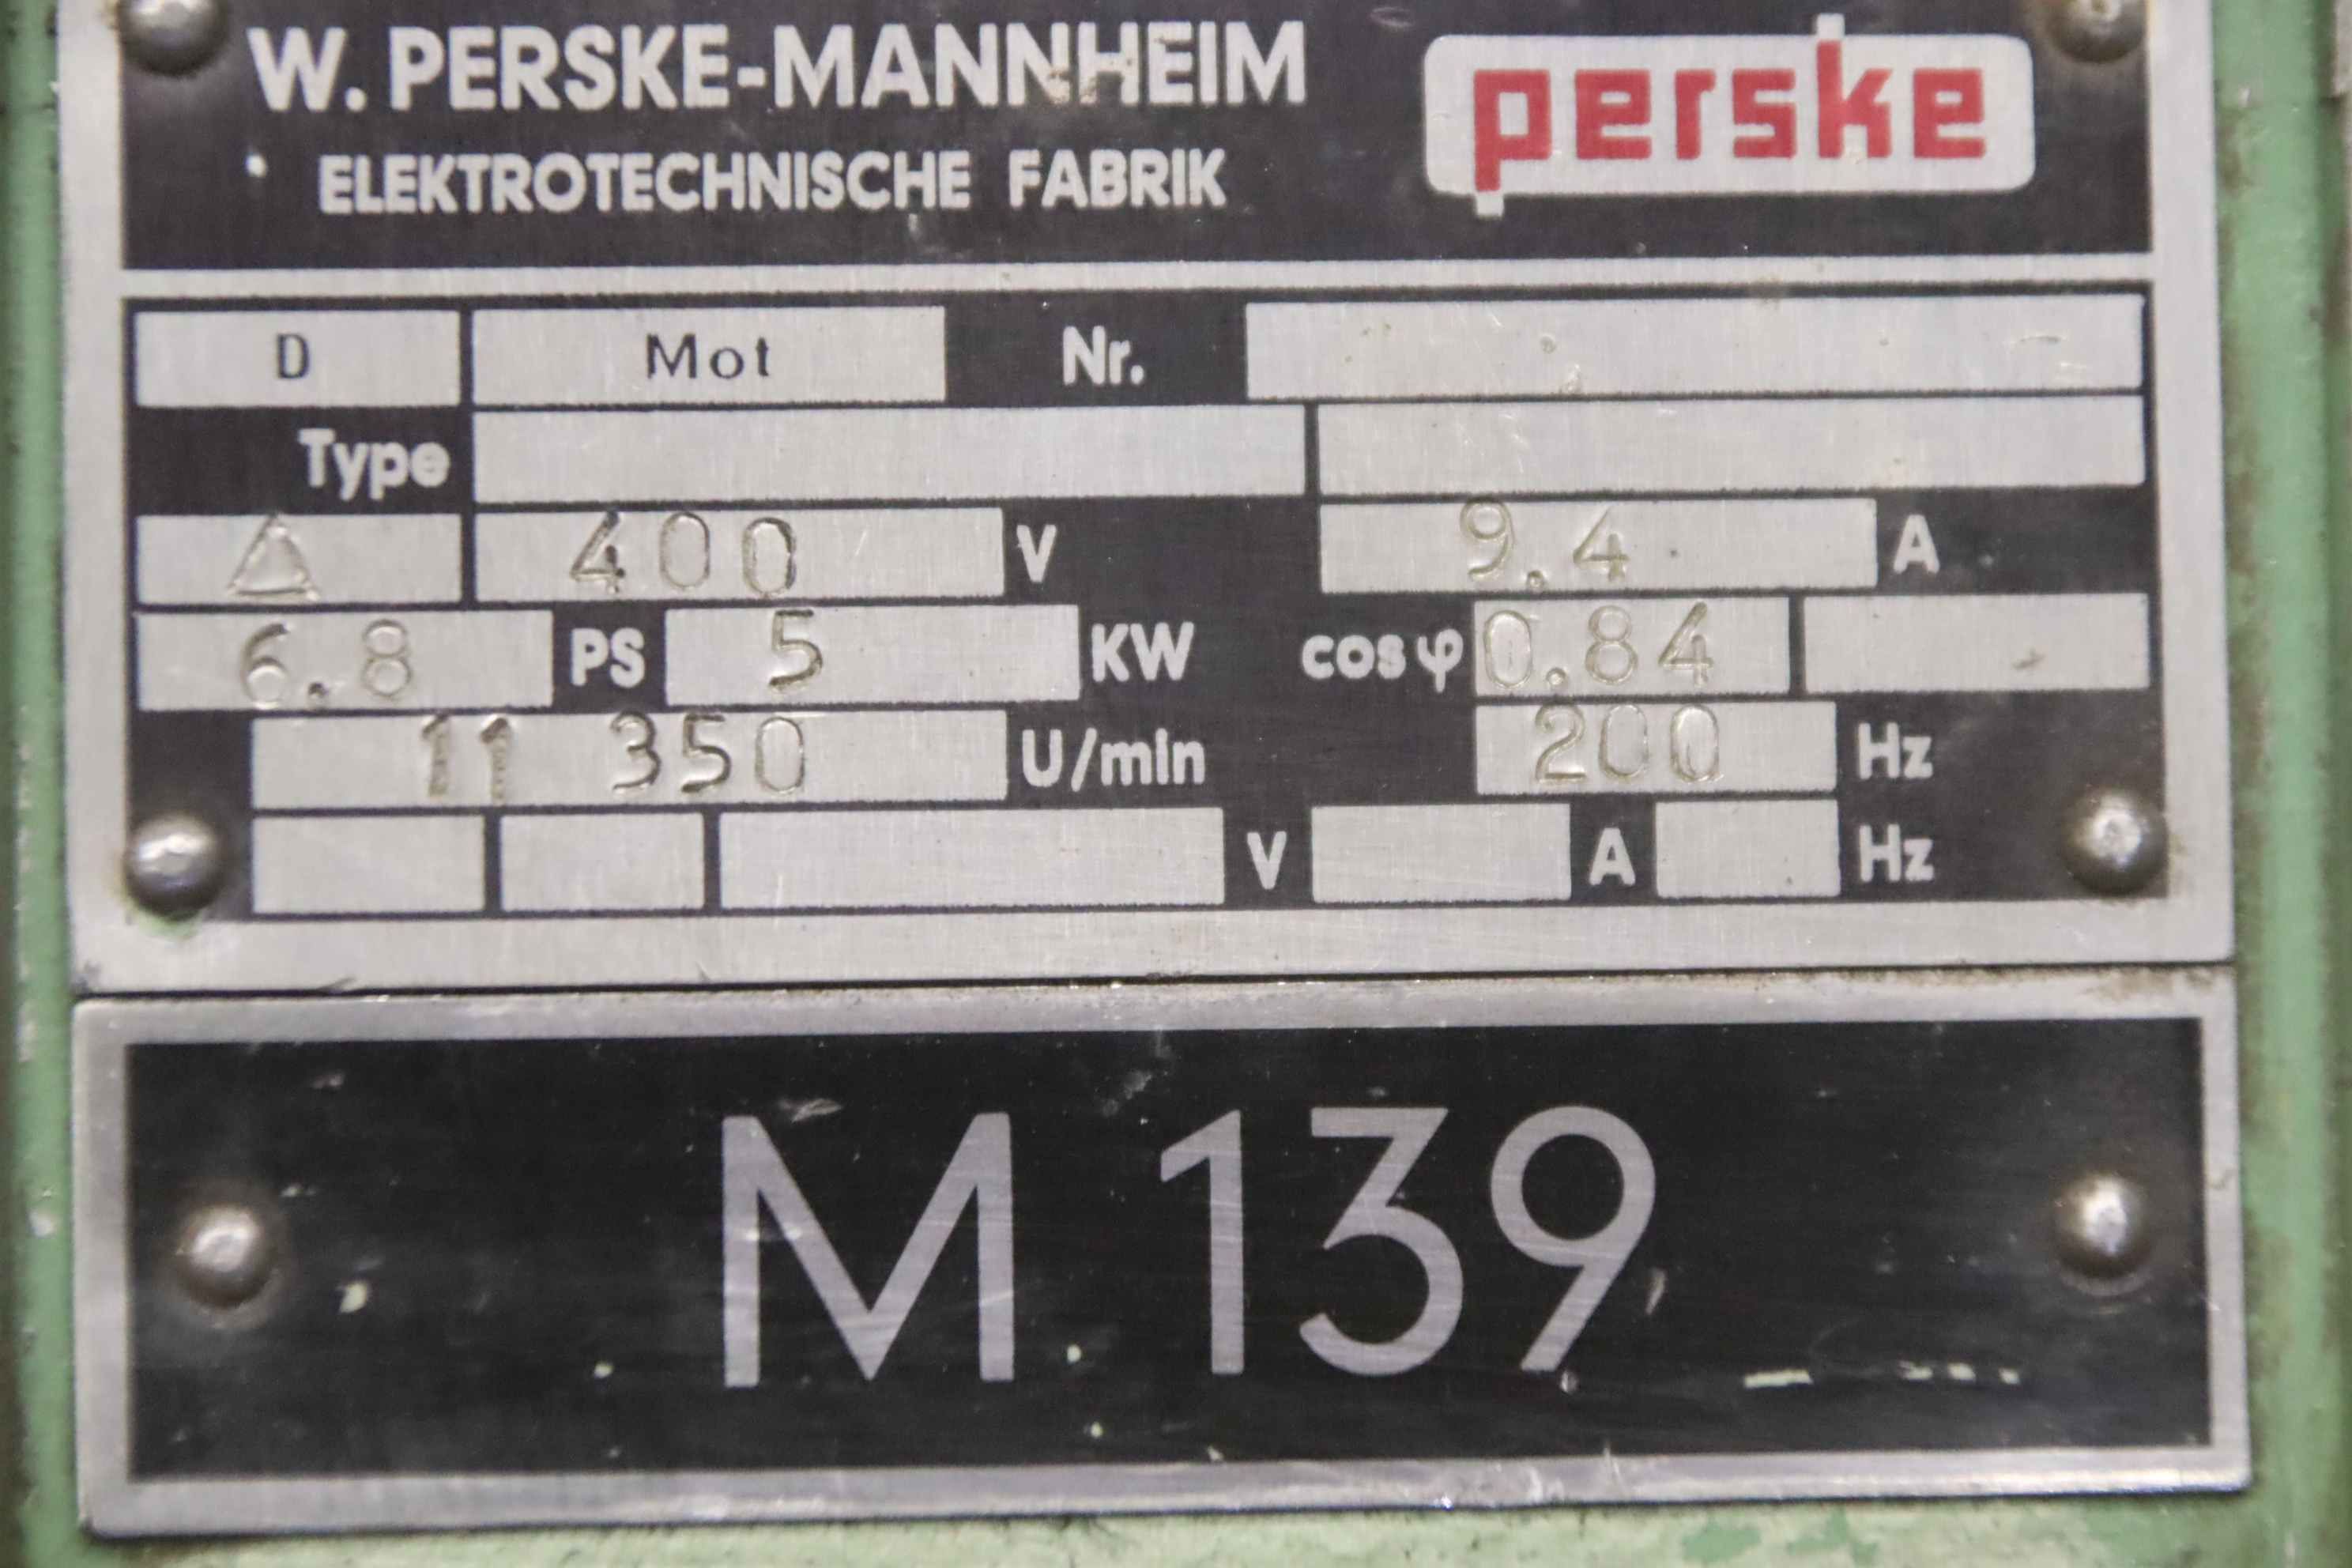 W. PERSKE-MANNHEIM
perske
ELEKTROTECHNISCHE FABRIK
D Mot Nr.
Type
△ 400 V 9.4 A
6.8 PS 5 KW cos φ 0.84
11 350 U/min 200 Hz
V A Hz
M 139